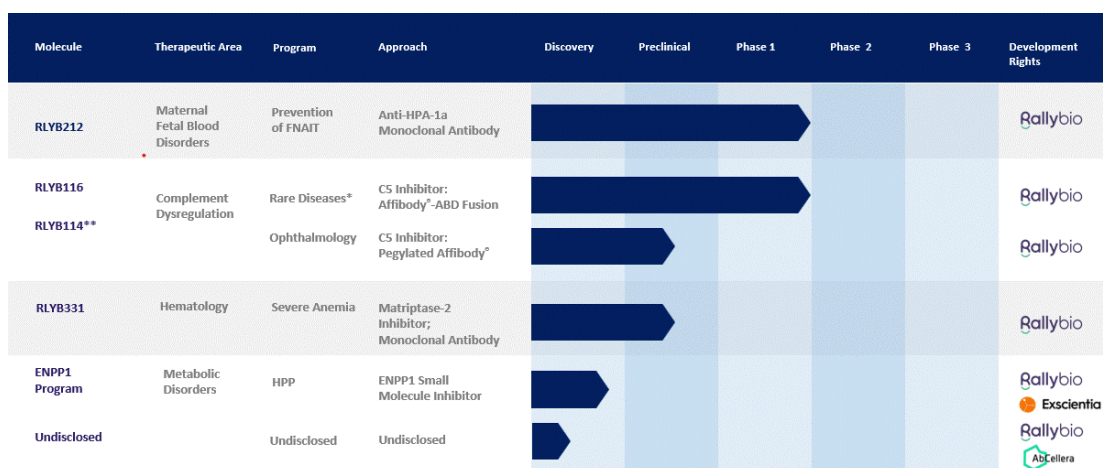 Molecule
Therapeutic Area
Program
Approach
Discovery
Preclinical
Phase 1
Phase 2
Phase 3
Development
Rights
RLYB212
Maternal
Fetal Blood
Disorders
Prevention
of FNAIT
Anti-HPA-1a
Monoclonal Antibody
Rallybio
RLYB116
Complement
Dysregulation
Rare Diseases*
C5 Inhibitor:
Affibody®-ABD Fusion
Rallybio
RLYB114**
Ophthalmology
C5 Inhibitor:
Pegylated Affibody®
Rallybio
RLYB331
Hematology
Severe Anemia
Matriptase-2
Inhibitor;
Monoclonal Antibody
Rallybio
ENPP1
Program
Metabolic
Disorders
HPP
ENPP1 Small
Molecule Inhibitor
Rallybio
Exscientia
Undisclosed
Undisclosed
Undisclosed
Rallybio
AbCellera